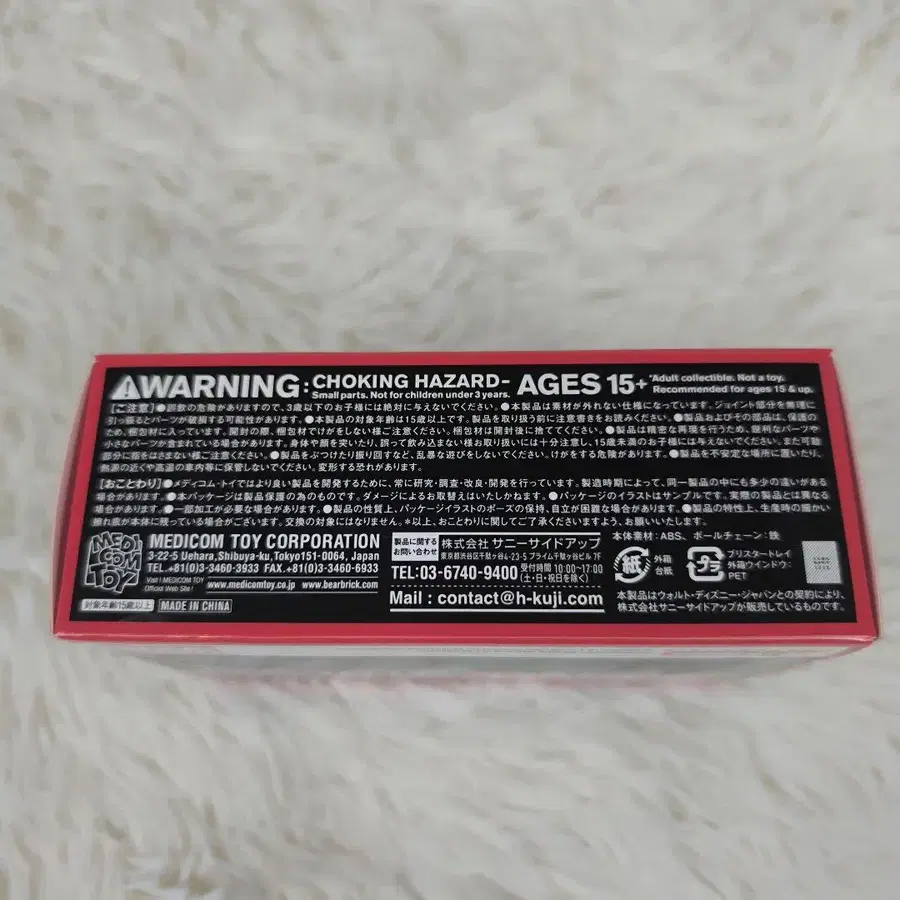 ⚠WARNING: CHOKING HAZARD- AGES 15+ *Adult collectible. Not a toy.
Small parts. Not for children under 3 years. Recommended for ages 15 & up.
【ご注意】●誤飲の危険がありますので、3歳以下のお子様には絶対に与えないでください。●本製品は素材が外れない仕様になっています。ジョイント部分を無理に
引っ張るとパーツが破損する可能性があります。●本製品の対象年齢は15歳以上です。製品を取り扱う前に注意書きをお読みください。●製品およびその部品は、保護の
ため、梱包材に入っています。開封の際、梱包材でけがをしない様ご注意ください。梱包材は開封後に捨ててください。●製品は精密な再現を行うため、鋭利なパーツや
小さなパーツが含まれている場合があります。身体や顔を突いたり、誤って飲み込まない様お取り扱いには十分注意し、15歳未満のお子様には与えないでください。また可動
部分に指をはさまない様ご注意ください。●製品をぶつけたり振り回すなど、乱暴な遊びをしないでください。けがをする危険があります。●製品を不安定な場所に置いたり、
熱源の近くや高温の車内等に保管しないでください。変形する恐れがあります。
【おことわり】●メディコム・トイではより良い製品を開発するために、常に研究・調査・改良・開発を行っています。製造時期によって、同一製品の中にも多少の違いがある
場合があります。●本パッケージは製品保護の為のものです。ダメージによるお取替えはいたしかねます。●パッケージのイラストはサンプルです。実際の製品とは異なる
場合があります。●一部加工が必要な場合があります。●製品の性質上、パッケージイラストのポーズの保持、自立が困難な場合があります。●製品の特性上、生産時の細かい
擦れ痕が本体に残っている場合がございます。交換の対象にはなりません。*以上、おことわりに関してご了承くださいますよう、お願いいたします。
MEDICOM TOY
MEDICOM TOY CORPORATION
3-22-5 Uehara, Shibuya-ku, Tokyo151-0064, Japan
TEL.+81(0)3-3460-3933 FAX.+81(0)3-3460-6933
Visit! MEDICOM TOY
Official Web Site!
www.medicomtoy.co.jp www.bearbrick.com
対象年齢15歳以上 MADE IN CHINA
製品に関する
お問い合わせ
株式会社 サニーサイドアップ
東京都渋谷区千駄ヶ谷4-23-5 プライム千駄ヶ谷ビル 7F
TEL:03-6740-9400 受付時間 10:00〜17:00
(土・日・祝日を除く)
Mail : contact@h-kuji.com
本体素材:ABS、ボールチェーン:鉄
紙 外箱
台紙
プラ ブリスタートレイ
外箱ウインドウ:
PET
本製品はウォルト・ディズニー・ジャパンとの契約により、
株式会社サニーサイドアップが販売しているものです。